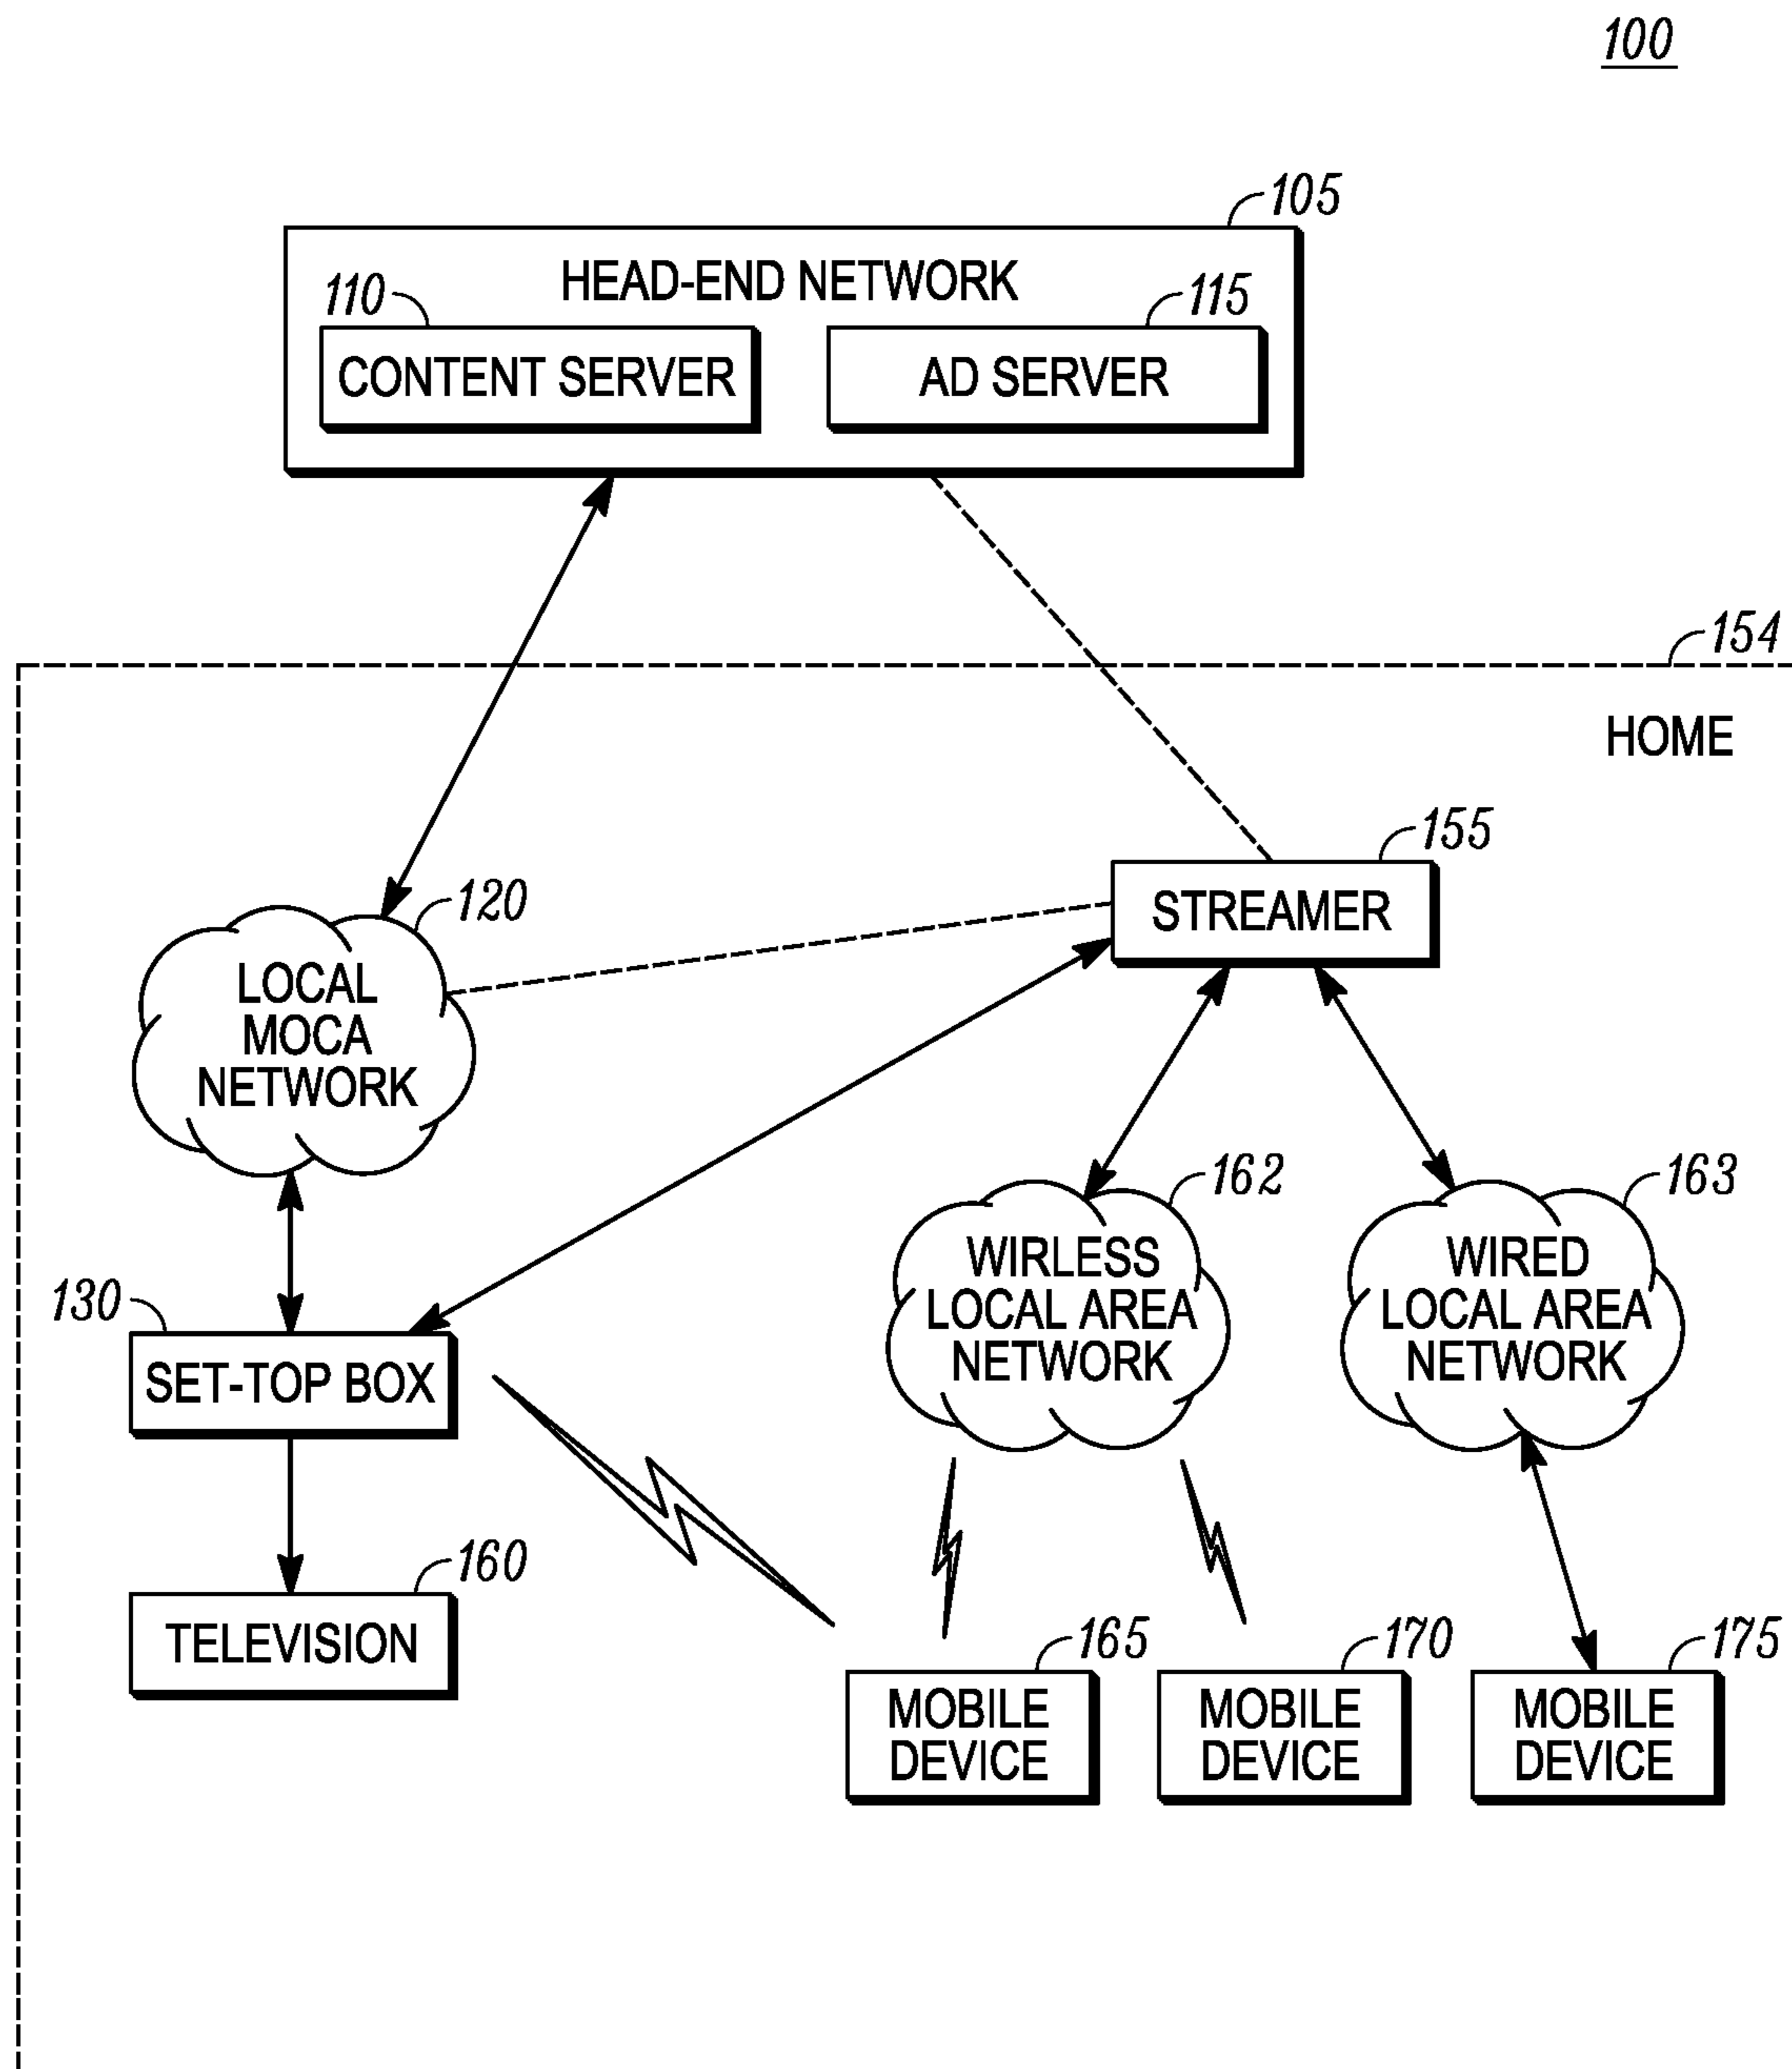 100
105
HEAD-END NETWORK
110
115
CONTENT SERVER
AD SERVER
154
HOME
155
STREAMER
120
LOCAL
MOCA
NETWORK
162
163
WIRLESS
LOCAL AREA
NETWORK
WIRED
LOCAL AREA
NETWORK
130
SET-TOP BOX
160
TELEVISION
165
170
175
MOBILE
DEVICE
MOBILE
DEVICE
MOBILE
DEVICE